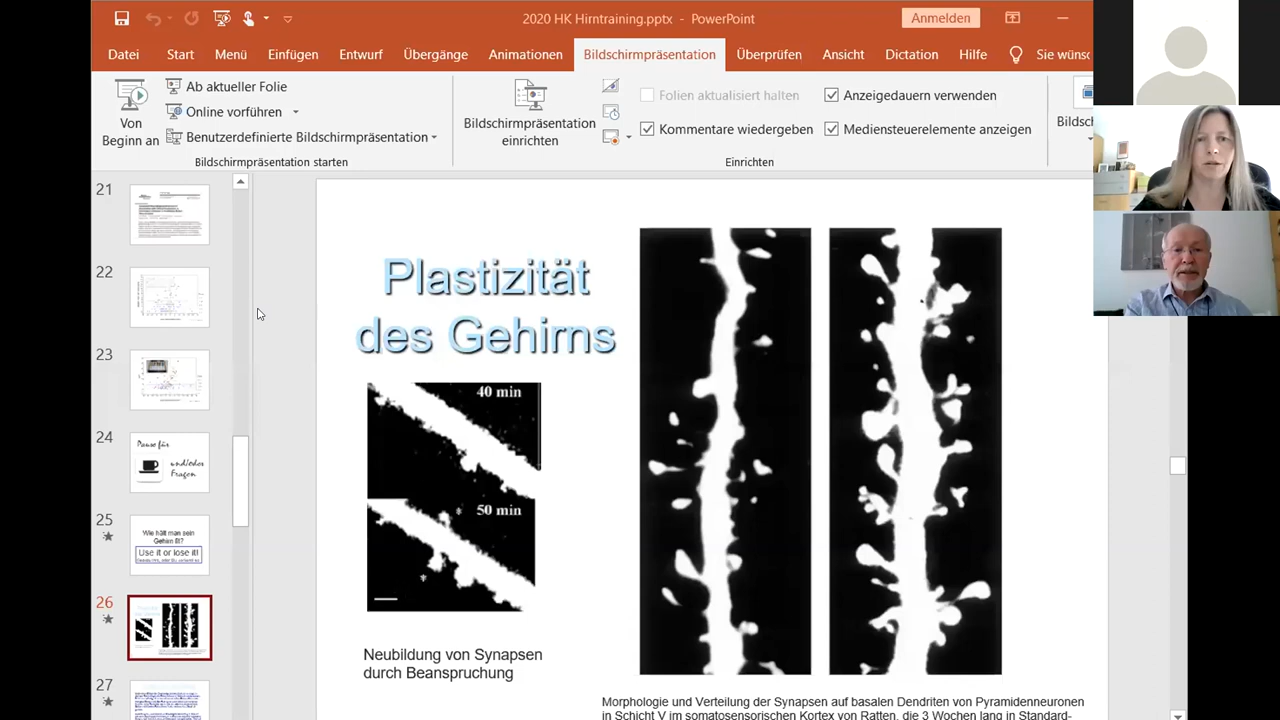 2020 HK Hirntraining.pptx - PowerPoint
Anmelden
Datei Start Menü Einfügen Entwurf Übergänge Animationen Bildschirmpräsentation Überprüfen Ansicht Dictation Hilfe Sie wünsc
Von
Beginn an
Ab aktueller Folie
Online vorführen
Benutzerdefinierte Bildschirmpräsentation
Bildschirmpräsentation starten
Bildschirmpräsentation
einrichten
Folien aktualisiert halten
Kommentare wiedergeben
Anzeigedauern verwenden
Mediensteuerelemente anzeigen
Einrichten
Bildsc
21
22
23
24
Pause für
und/oder
Fragen
25
Wie hält man sein
Gehirn fit?
Use it or lose it!
26
27
Plastizität
des Gehirns
40 min
50 min
Neubildung von Synapsen
durch Beanspruchung
Morphologie und Verteilung der Synapsen auf basalen Dendriten von Pyramidenneuronen
in Schicht V im somatosensorischen Kortex von Ratten, die 3 Wochen lang in Standard-